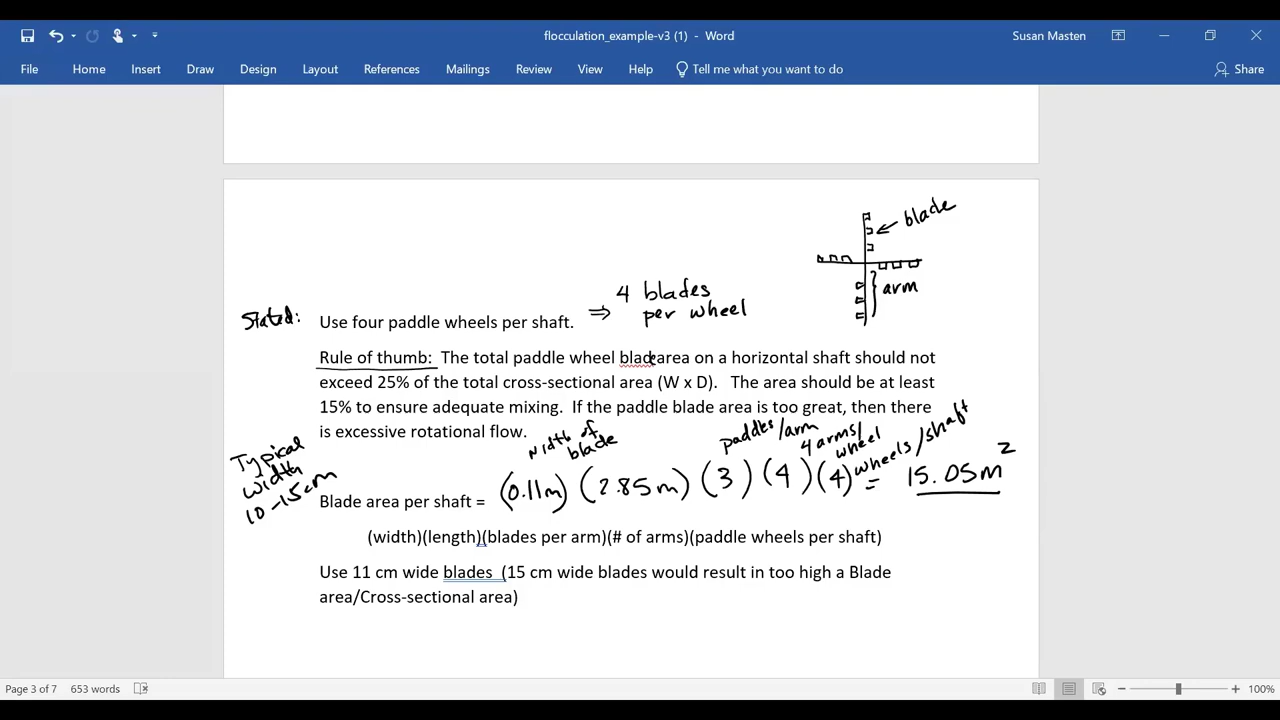 flocculation_example-v3 (1) - Word
Susan Masten
File Home Insert Draw Design Layout References Mailings Review View Help Tell me what you want to do Share
blade
arm
4 blades
per wheel
Stated:
Use four paddle wheels per shaft. ⇒
Rule of thumb: The total paddle wheel blade area on a horizontal shaft should not
exceed 25% of the total cross-sectional area (W x D). The area should be at least
15% to ensure adequate mixing. If the paddle blade area is too great, then there
is excessive rotational flow.
Typical
width
10-15cm
width of
blade
paddles/arm
4 arms/
wheel
wheels/shaft
Blade area per shaft = (0.11m) (2.85m) (3) (4) (4) = 15.05m²
(width)(length)(blades per arm)(# of arms)(paddle wheels per shaft)
Use 11 cm wide blades (15 cm wide blades would result in too high a Blade
area/Cross-sectional area)
Page 3 of 7 653 words 100%